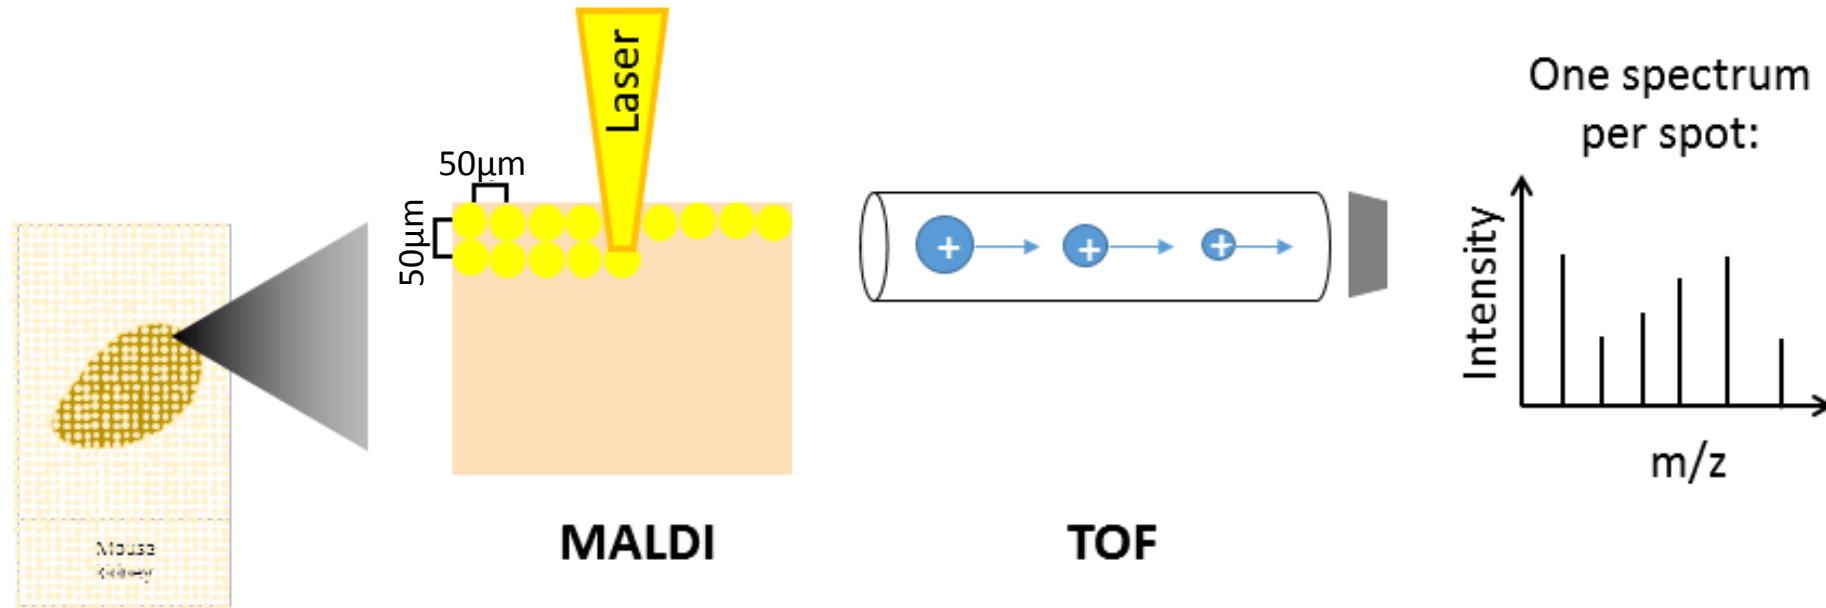 Laser
50µm
50µm
One spectrum
per spot:
Intensity
m/z
MALDI
TOF
Mouse